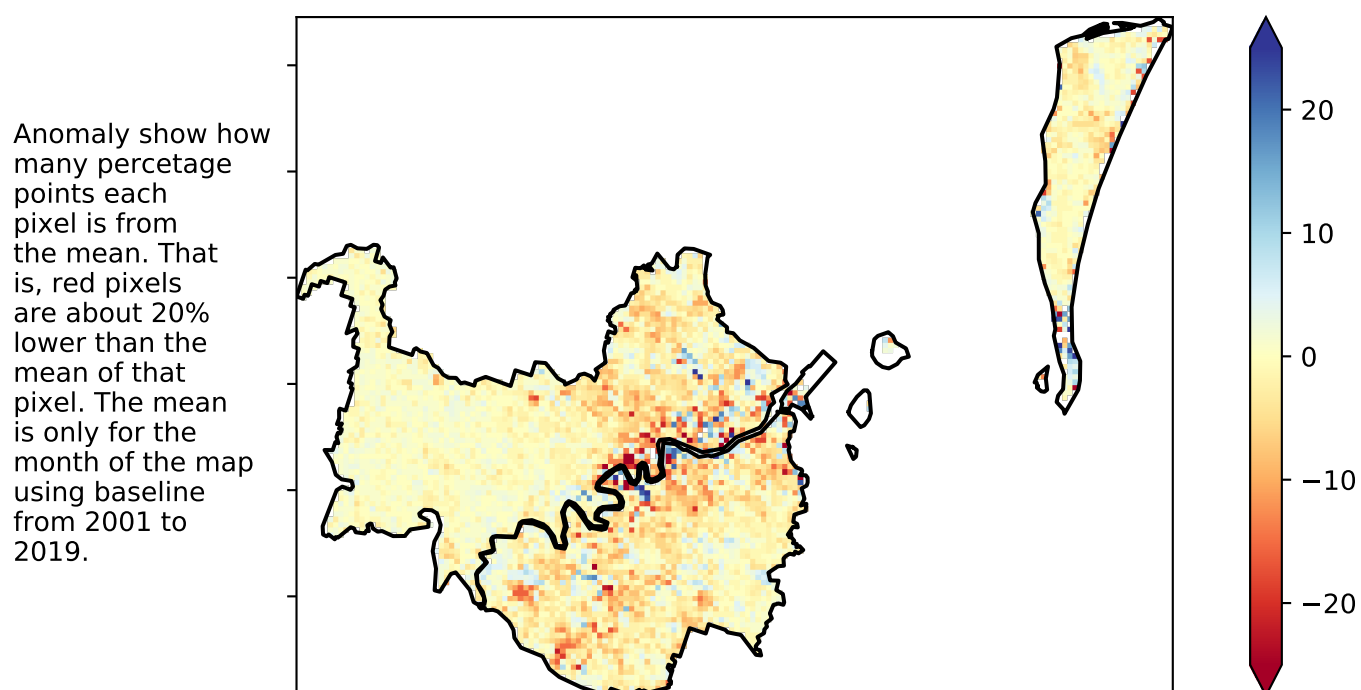 Anomaly show how
many percetage
points each
pixel is from
the mean. That
is, red pixels
are about 20%
lower than the
mean of that
pixel. The mean
is only for the
month of the map
using baseline
from 2001 to
2019.
20
10
0
−10
−20